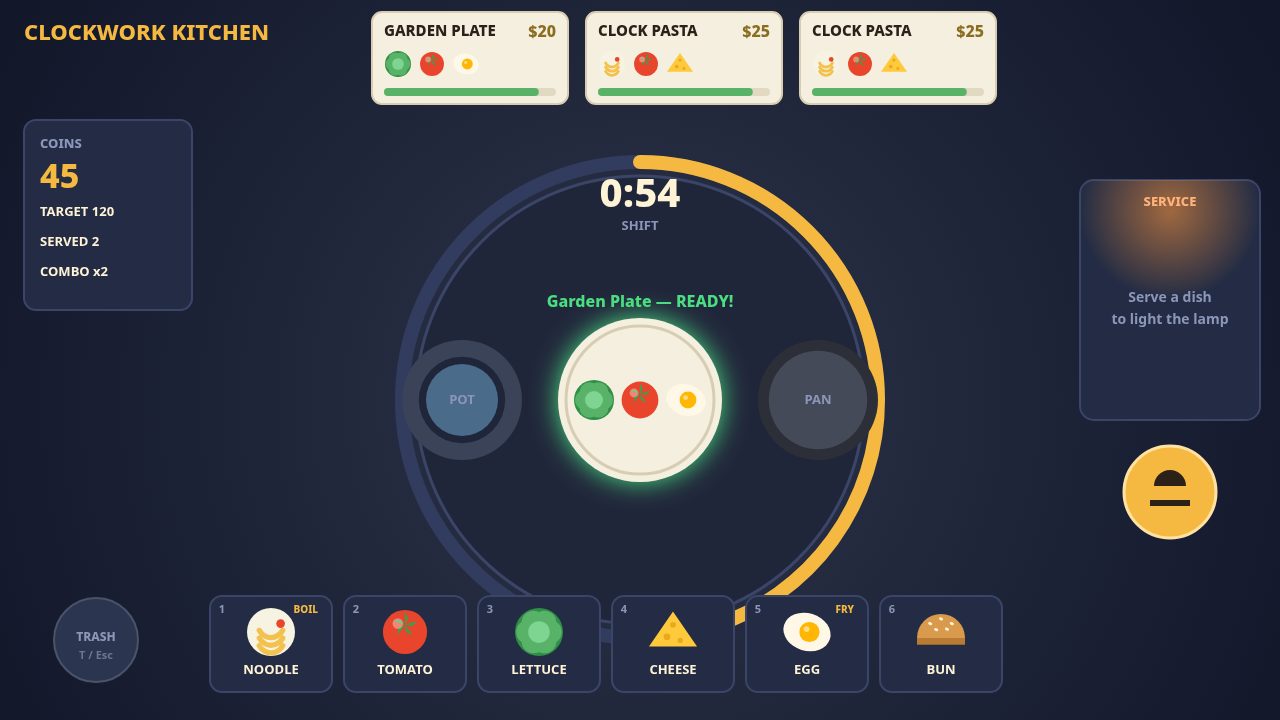 CLOCKWORK KITCHEN
GARDEN PLATE $20
CLOCK PASTA $25
CLOCK PASTA $25
COINS
45
TARGET 120
SERVED 2
COMBO x2
0:54
SHIFT
SERVICE
Serve a dish
to light the lamp
Garden Plate — READY!
POT
PAN
TRASH
T / Esc
1 BOIL
NOODLE
2
TOMATO
3
LETTUCE
4
CHEESE
5 FRY
EGG
6
BUN